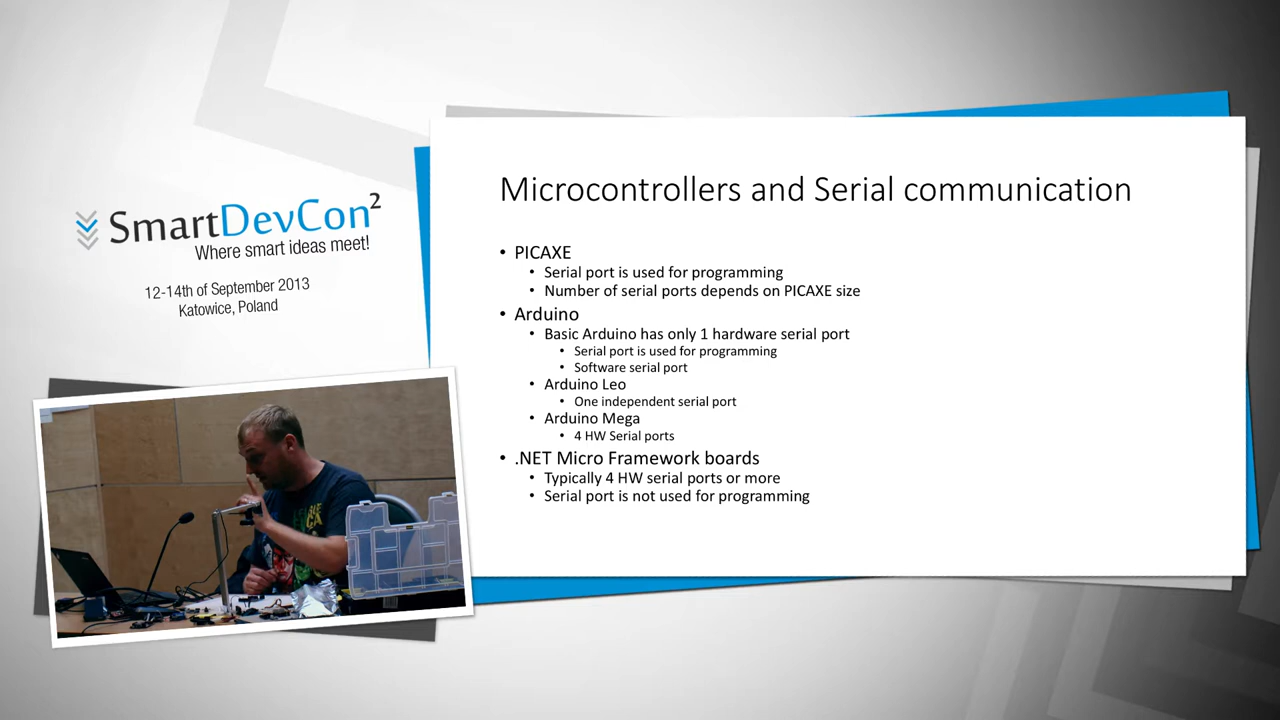 SmartDevCon²
Where smart ideas meet!
12-14th of September 2013
Katowice, Poland
Microcontrollers and Serial communication
• PICAXE
• Serial port is used for programming
• Number of serial ports depends on PICAXE size
• Arduino
• Basic Arduino has only 1 hardware serial port
• Serial port is used for programming
• Software serial port
• Arduino Leo
• One independent serial port
• Arduino Mega
• 4 HW Serial ports
• .NET Micro Framework boards
• Typically 4 HW serial ports or more
• Serial port is not used for programming